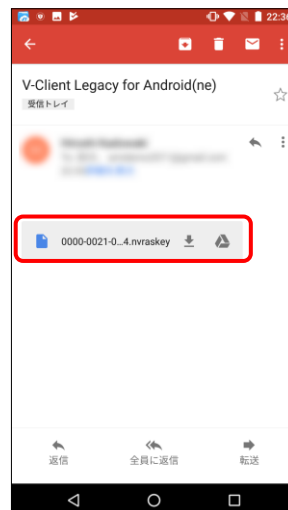 22:36
V-Client Legacy for Android(ne)
受信トレイ
0000-0021-0...4.nvraskey
返信
全員に返信
転送